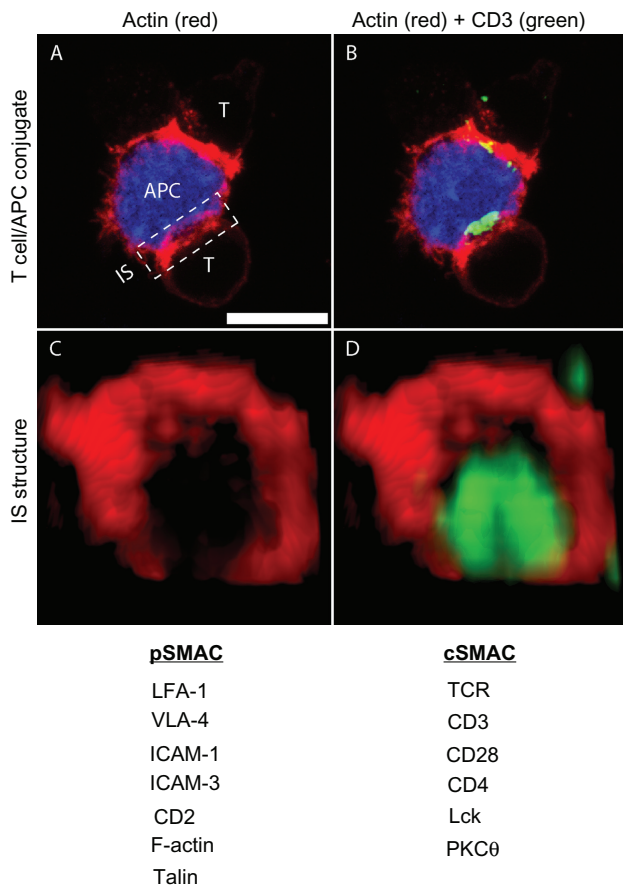 Actin (red)
Actin (red) + CD3 (green)
T cell/APC conjugate
A
T
APC
IS
T
B
IS structure
C
D
pSMAC
LFA-1
VLA-4
ICAM-1
ICAM-3
CD2
F-actin
Talin
cSMAC
TCR
CD3
CD28
CD4
Lck
PKCθ